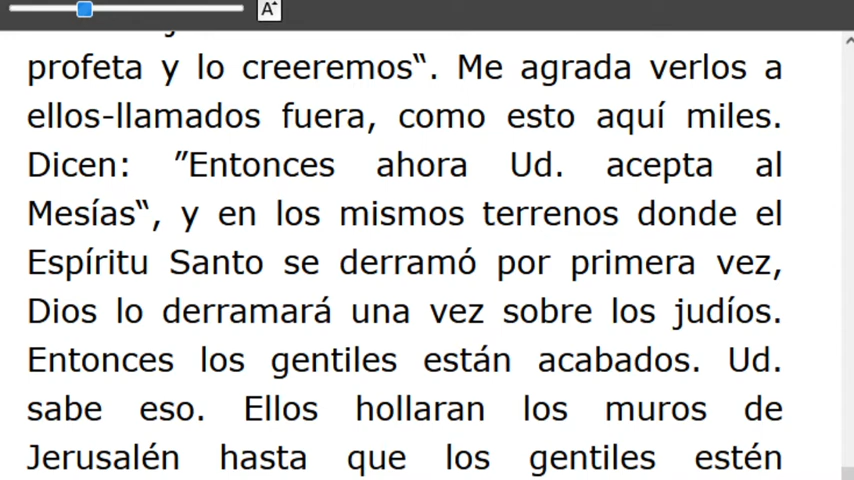 A
profeta y lo creeremos“. Me agrada verlos a
ellos-llamados fuera, como esto aquí miles.
Dicen: ”Entonces ahora Ud. acepta al
Mesías“, y en los mismos terrenos donde el
Espíritu Santo se derramó por primera vez,
Dios lo derramará una vez sobre los judíos.
Entonces los gentiles están acabados. Ud.
sabe eso. Ellos hollaran los muros de
Jerusalén hasta que los gentiles estén